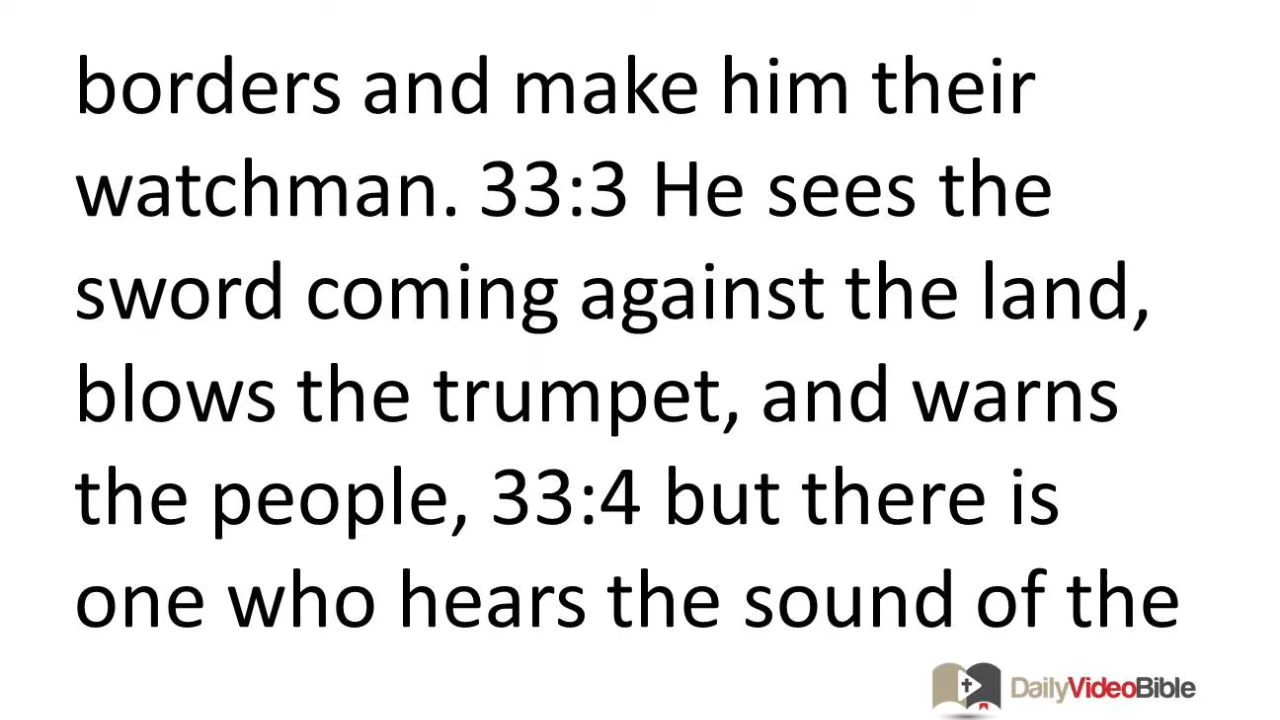 borders and make him their
watchman. 33:3 He sees the
sword coming against the land,
blows the trumpet, and warns
the people, 33:4 but there is
one who hears the sound of the
DailyVideoBible